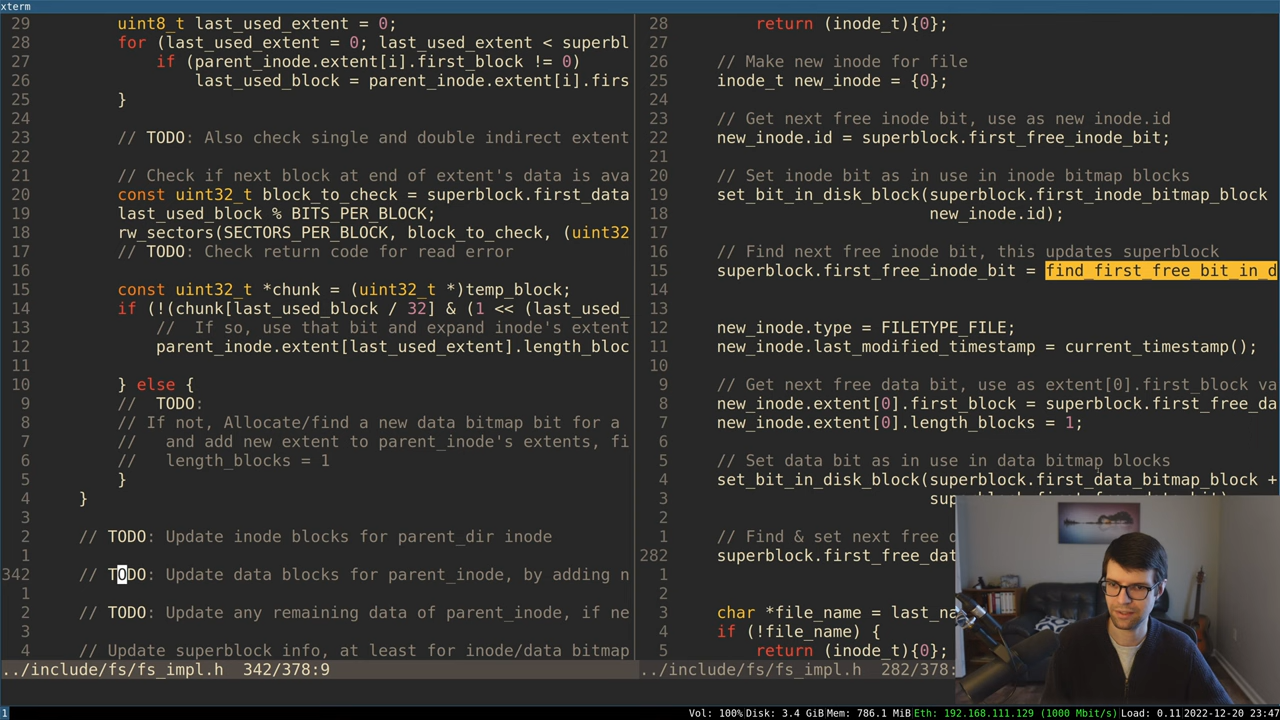 xterm
29 uint8_t last_used_extent = 0;
28 for (last_used_extent = 0; last_used_extent < superbl
27 if (parent_inode.extent[i].first_block != 0)
26 last_used_block = parent_inode.extent[i].firs
25 }
24
23 // TODO: Also check single and double indirect extent
22
21 // Check if next block at end of extent's data is ava
20 const uint32_t block_to_check = superblock.first_data
19 last_used_block % BITS_PER_BLOCK;
18 rw_sectors(SECTORS_PER_BLOCK, block_to_check, (uint32
17 // TODO: Check return code for read error
16
15 const uint32_t *chunk = (uint32_t *)temp_block;
14 if (!(chunk[last_used_block / 32] & (1 << (last_used_
13 //  If so, use that bit and expand inode's extent
12 parent_inode.extent[last_used_extent].length_bloc
11
10 } else {
9 //  TODO:
8 // If not, Allocate/find a new data bitmap bit for a
7 //   and add new extent to parent_inode's extents, fi
6 //   length_blocks = 1
5 }
4 }
3
2 // TODO: Update inode blocks for parent_dir inode
1
342 // TODO: Update data blocks for parent_inode, by adding n
1
2 // TODO: Update any remaining data of parent_inode, if ne
3
4 // Update superblock info, at least for inode/data bitmap
../include/fs/fs_impl.h  342/378:9
28 return (inode_t){0};
27
26 // Make new inode for file
25 inode_t new_inode = {0};
24
23 // Get next free inode bit, use as new inode.id
22 new_inode.id = superblock.first_free_inode_bit;
21
20 // Set inode bit as in use in inode bitmap blocks
19 set_bit_in_disk_block(superblock.first_inode_bitmap_block
18 new_inode.id);
17
16 // Find next free inode bit, this updates superblock
15 superblock.first_free_inode_bit = find_first_free_bit_in_d
14
13
12 new_inode.type = FILETYPE_FILE;
11 new_inode.last_modified_timestamp = current_timestamp();
10
9 // Get next free data bit, use as extent[0].first_block va
8 new_inode.extent[0].first_block = superblock.first_free_da
7 new_inode.extent[0].length_blocks = 1;
6
5 // Set data bit as in use in data bitmap blocks
4 set_bit_in_disk_block(superblock.first_data_bitmap_block +
3
2
1 // Find & set next free
282 superblock.first_free_dat
1
2
3 char *file_name = last_na
4 if (!file_name) {
5 return (inode_t){0};
../include/fs/fs_impl.h  282/378:
1 Vol: 100% Disk: 3.4 GiB Mem: 786.1 MiB Eth: 192.168.111.129 (1000 Mbit/s) Load: 0.11 2022-12-20 23:47